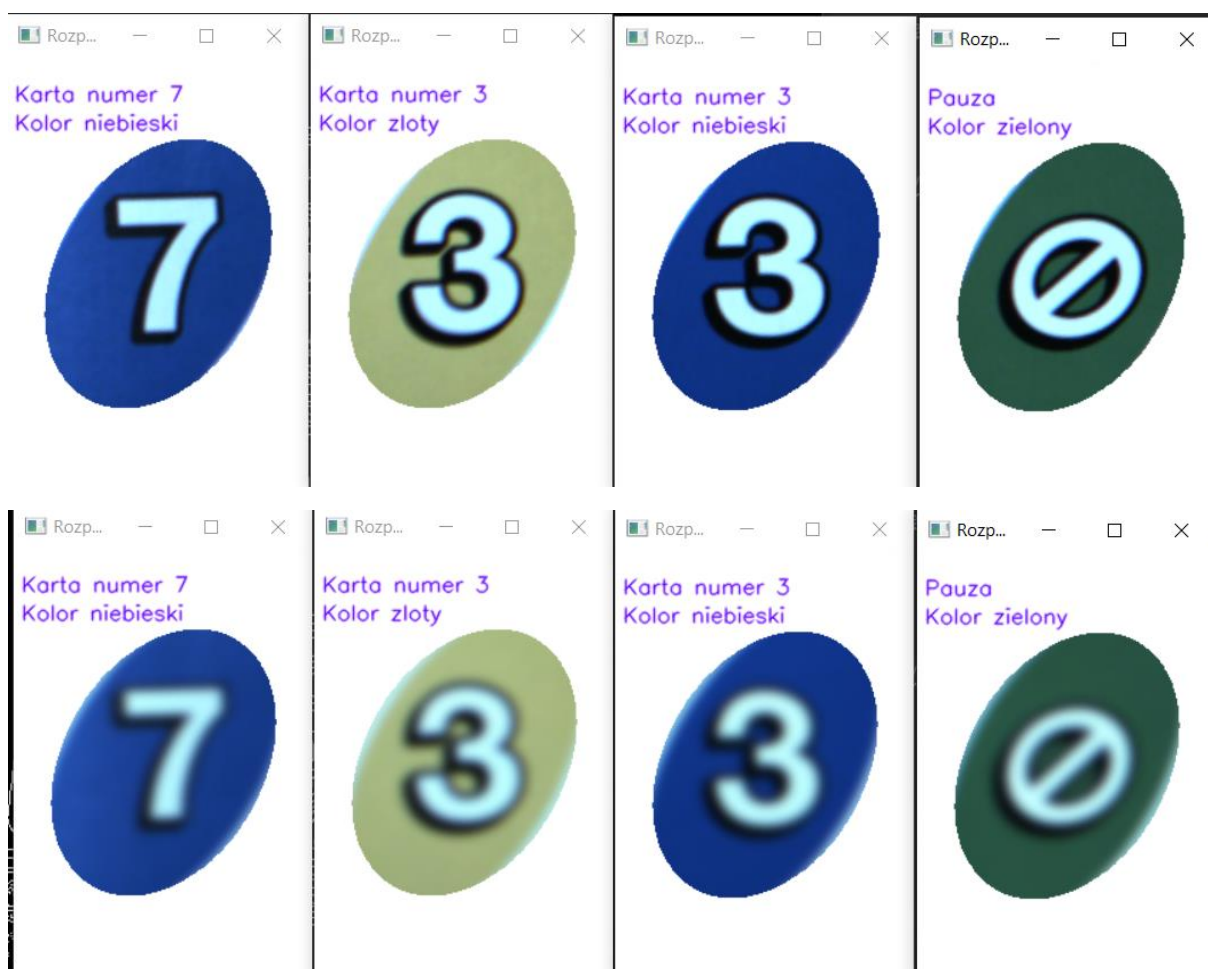 Rozp...
Rozp...
Rozp...
Rozp...
Karta numer 7
Kolor niebieski
Karta numer 3
Kolor zloty
Karta numer 3
Kolor niebieski
Pauza
Kolor zielony
7
3
3
Rozp...
Rozp...
Rozp...
Rozp...
Karta numer 7
Kolor niebieski
Karta numer 3
Kolor zloty
Karta numer 3
Kolor niebieski
Pauza
Kolor zielony
7
3
3